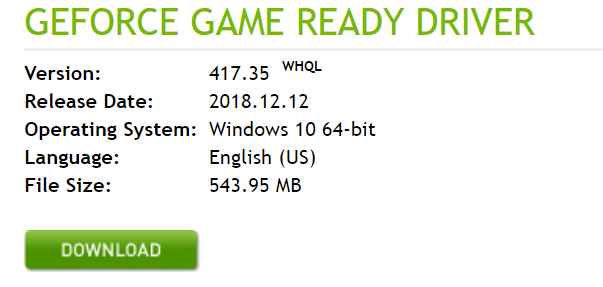 GEFORCE GAME READY DRIVER
Version: 417.35 WHQL
Release Date: 2018.12.12
Operating System: Windows 10 64-bit
Language: English (US)
File Size: 543.95 MB
DOWNLOAD